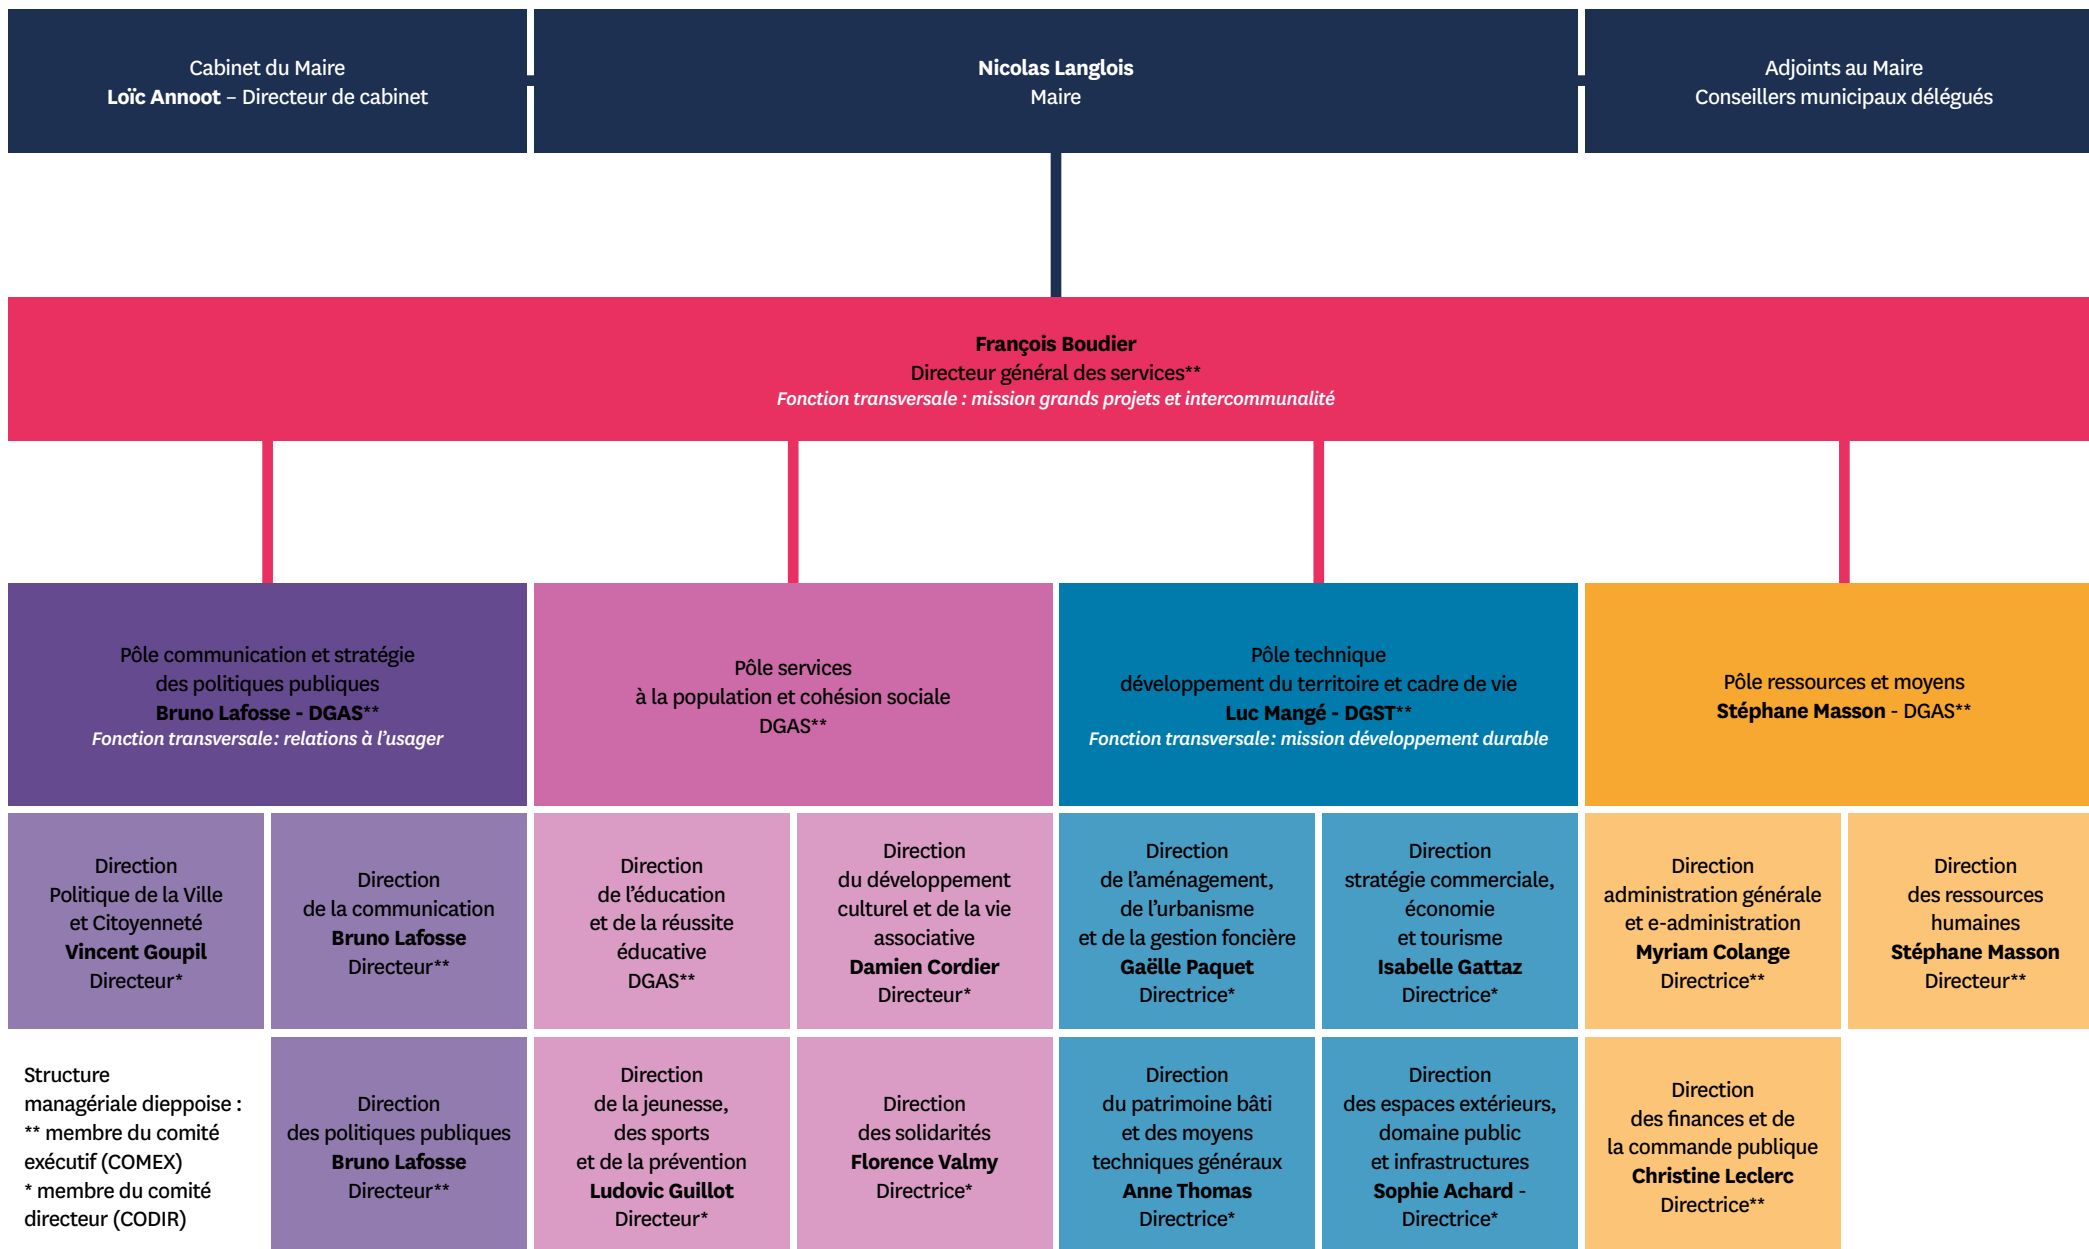 Cabinet du Maire
Loïc Annoot – Directeur de cabinet
Nicolas Langlois
Maire
Adjoints au Maire
Conseillers municipaux délégués
François Boudier
Directeur général des services**
Fonction transversale : mission grands projets et intercommunalité
Pôle communication et stratégie
des politiques publiques
Bruno Lafosse - DGAS**
Fonction transversale : relations à l'usager
Pôle services
à la population et cohésion sociale
DGAS**
Pôle technique
développement du territoire et cadre de vie
Luc Mangé - DGST**
Fonction transversale : mission développement durable
Pôle ressources et moyens
Stéphane Masson - DGAS**
Direction
Politique de la Ville
et Citoyenneté
Vincent Goupil
Directeur*
Direction
de la communication
Bruno Lafosse
Directeur**
Direction
de l'éducation
et de la réussite
éducative
DGAS**
Direction
du développement
culturel et de la vie
associative
Damien Cordier
Directeur*
Direction
de l'aménagement,
de l'urbanisme
et de la gestion foncière
Gaëlle Paquet
Directrice*
Direction
stratégie commerciale,
économie
et tourisme
Isabelle Gattaz
Directrice*
Direction
administration générale
et e-administration
Myriam Colange
Directrice**
Direction
des ressources
humaines
Stéphane Masson
Directeur**
Structure
managériale dieppoise :
** membre du comité
exécutif (COMEX)
* membre du comité
directeur (CODIR)
Direction
des politiques publiques
Bruno Lafosse
Directeur**
Direction
de la jeunesse,
des sports
et de la prévention
Ludovic Guillot
Directeur*
Direction
des solidarités
Florence Valmy
Directrice*
Direction
du patrimoine bâti
et des moyens
techniques généraux
Anne Thomas
Directrice*
Direction
des espaces extérieurs,
domaine public
et infrastructures
Sophie Achard -
Directrice*
Direction
des finances et de
la commande publique
Christine Leclerc
Directrice**